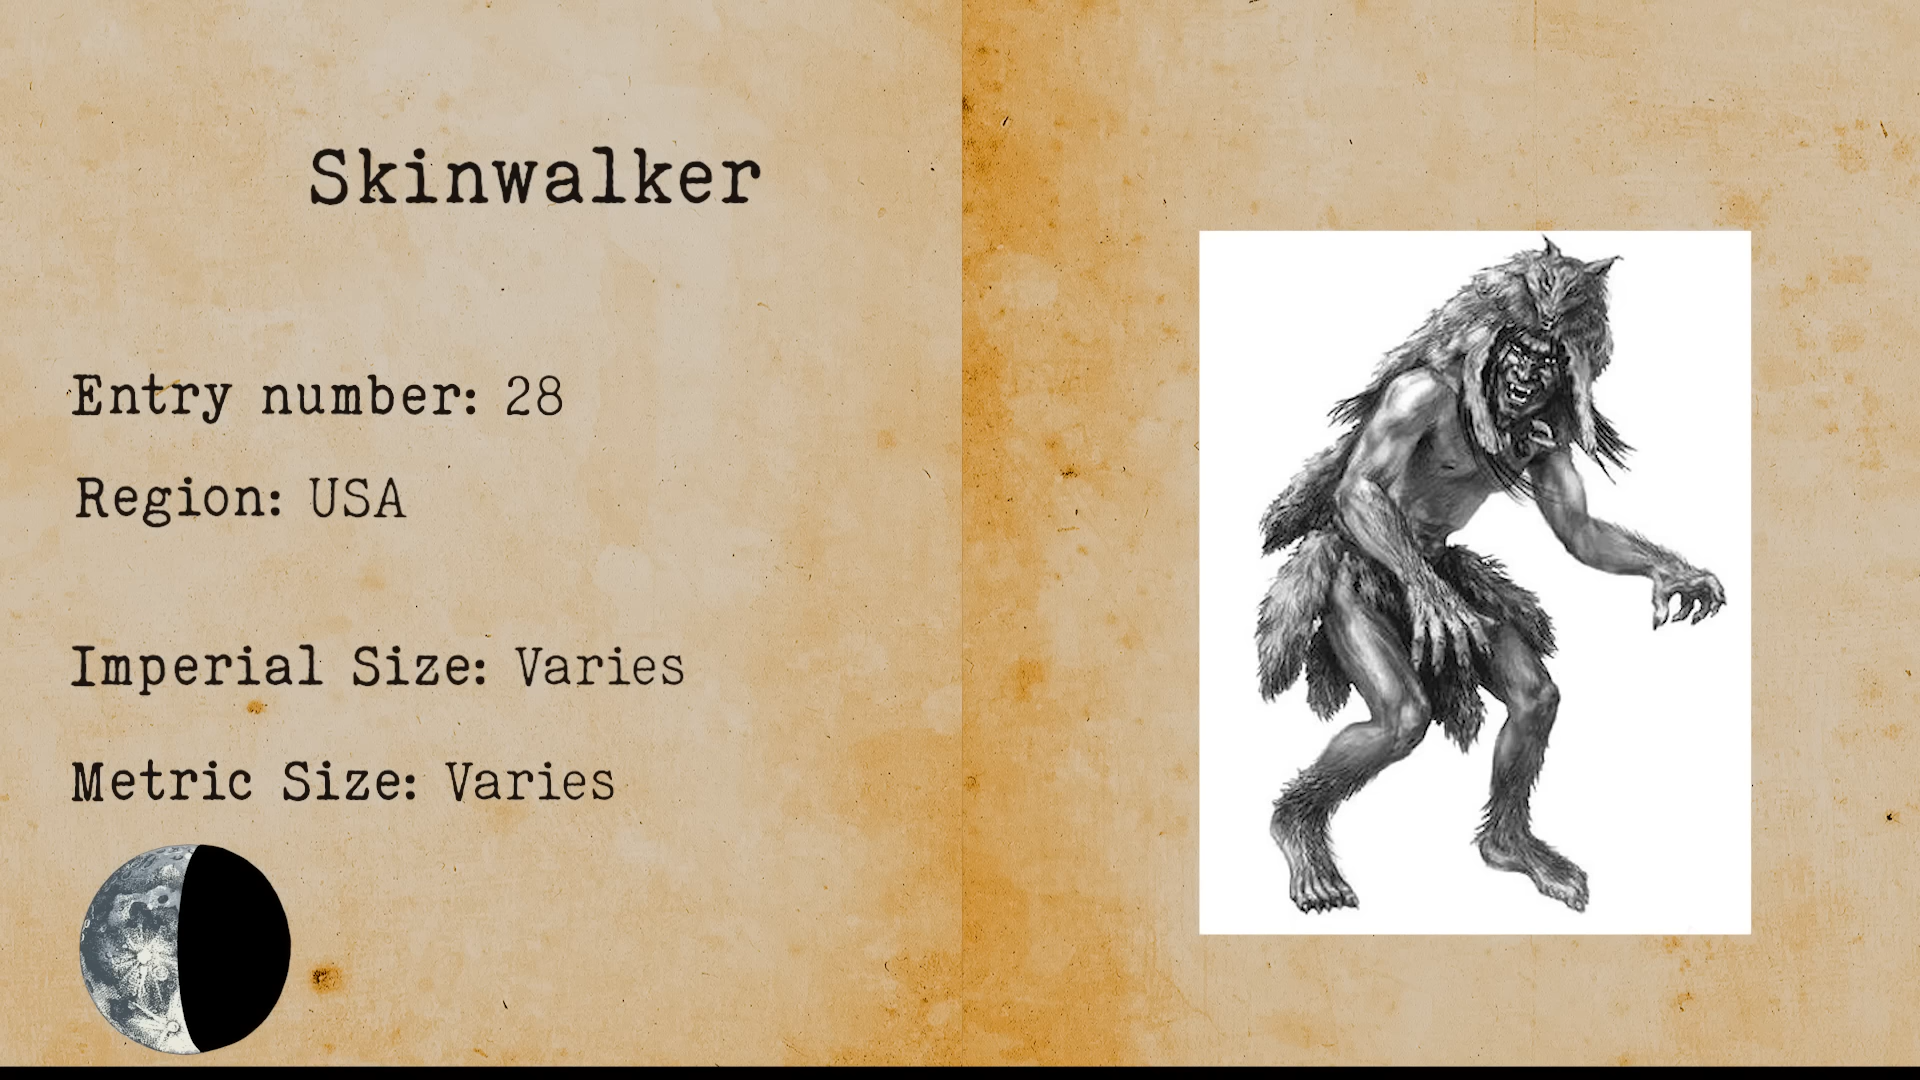 Skinwalker
Entry number: 28
Region: USA
Imperial Size: Varies
Metric Size: Varies